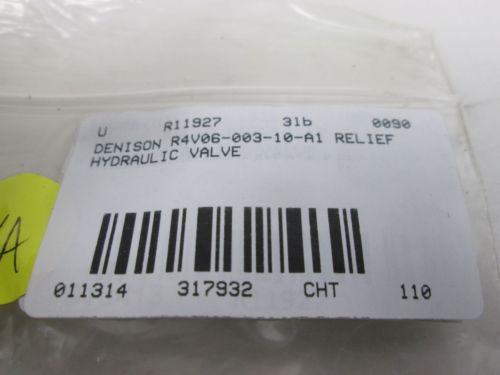 U R11927 31b 0090
DENISON R4V06-003-10-A1 RELIEF
HYDRAULIC VALVE
011314 317932 CHT 110